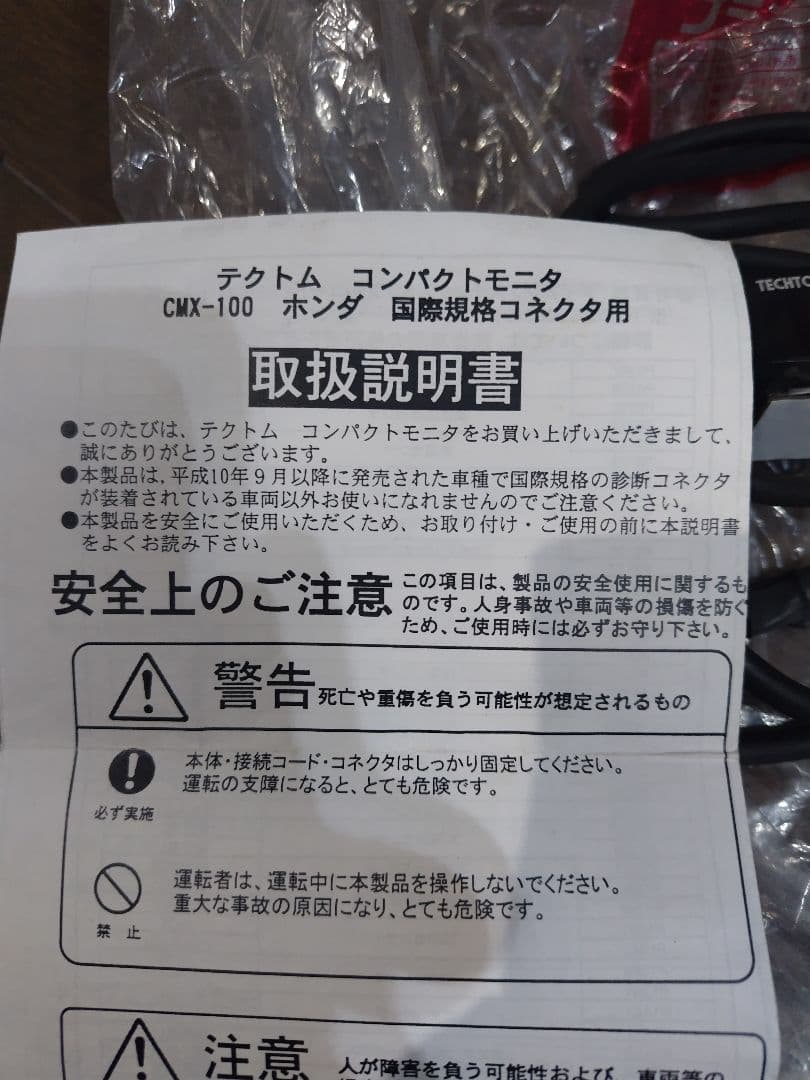 テクトム コンパクトモニタ
CMX-100 ホンダ 国際規格コネクタ用
TECHTO
取扱説明書
●このたびは、テクトム コンパクトモニタをお買い上げいただきまして、
誠にありがとうございます。
●本製品は,平成10年9月以降に発売された車種で国際規格の診断コネクタ
が装着されている車両以外お使いになれませんのでご注意ください。
●本製品を安全にご使用いただくため、お取り付け・ご使用の前に本説明書
をよくお読み下さい。
安全上のご注意
この項目は、製品の安全使用に関するも
のです。人身事故や車両等の損傷を防ぐ
ため、ご使用時には必ずお守り下さい。
警告 死亡や重傷を負う可能性が想定されるもの
本体・接続コード・コネクタはしっかり固定してください。
運転の支障になると、とても危険です。
必ず実施
運転者は、運転中に本製品を操作しないでください。
重大な事故の原因になり、とても危険です。
禁止
注意 人が障害を負う可能性および、車両等の